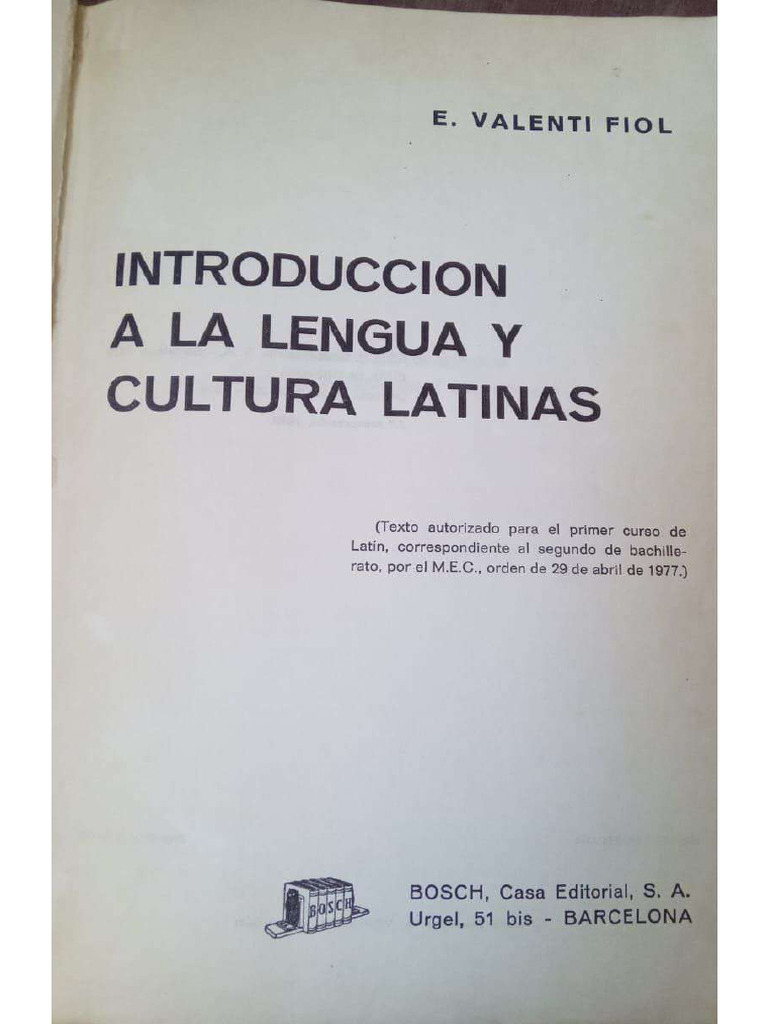 E. VALENTI FIOL
INTRODUCCION
A LA LENGUA Y
CULTURA LATINAS
(Texto autorizado para el primer curso de
Latín, correspondiente al segundo de bachille-
rato, por el M.E.C., orden de 29 de abril de 1977.)
BOSCH
BOSCH, Casa Editorial, S. A.
Urgel, 51 bis - BARCELONA